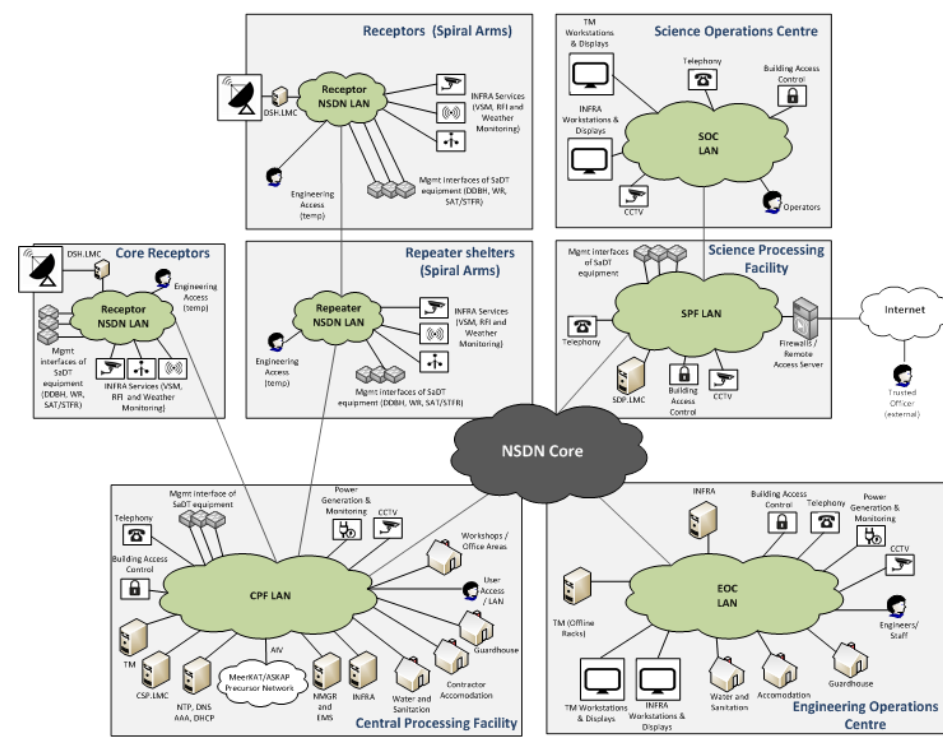 Receptors (Spiral Arms)
Receptor
NSDN LAN
DSH.LMC
INFRA Services
(VSM, RFI and
Weather
Monitoring)
Engineering
Access
(temp)
Mgmt Interfaces of SaDT
equipment (DDBH, WR,
SAT/STFR)
Science Operations Centre
TM
Workstations
& Displays
Telephony
Building Access
Control
INFRA
Workstations &
Displays
SOC
LAN
CCTV
Operators
Core Receptors
DSH.LMC
Engineering
Access
(temp)
Receptor
NSDN LAN
Mgmt
interfaces of
SaDT
equipment
(DDBH, WR,
SAT/STFR)
INFRA Services (VSM,
RFI and Weather
Monitoring)
Repeater shelters
(Spiral Arms)
Repeater
NSDN LAN
INFRA Services
(VSM, RFI and
Weather
Monitoring)
Engineering
Access
(temp)
Mgmt interfaces of SaDT
equipment (DDBH, WR, SAT/STFR)
Science Processing
Facility
Mgmt interfaces
of SaDT
equipment
SPF LAN
Telephony
Firewalls /
Remote
Access Server
SDP.LMC
Building
Access
Control
CCTV
Internet
Trusted
Officer
(external)
NSDN Core
Mgmt interface of
SaDT equipment
Telephony
Building Access
Control
Power
Generation &
Monitoring
CCTV
Workshops /
Office Areas
CPF LAN
User
Access
/ LAN
Guardhouse
TM
CSP.LMC
NTP, DNS
AAA, DHCP
AIV
MeerKAT/ASKAP
Precursor Network
NMGR
and
EMS
INFRA
Water and
Sanitation
Contractor
Accomodation
Central Processing Facility
INFRA
Building Access
Control
Telephony
Power
Generation
& Monitoring
CCTV
EOC
LAN
TM (Offline
Racks)
Engineers/
Staff
TM Workstations
& Displays
INFRA
Workstations &
Displays
Water and
Sanitation
Accomodation
Guardhouse
Engineering Operations
Centre